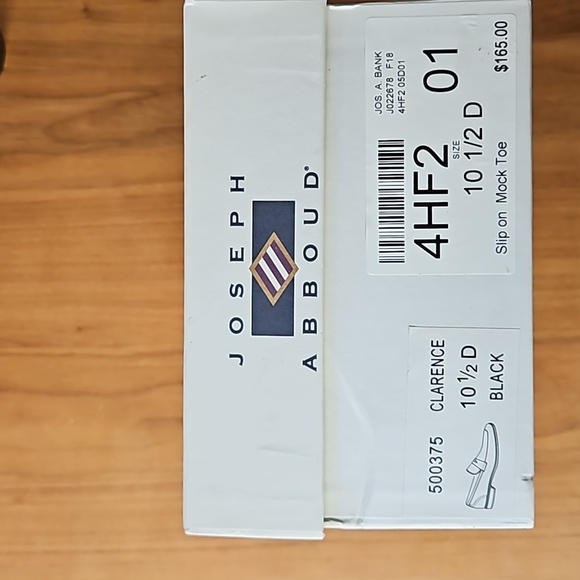 JOSEPH
ABBOUD®
500375 CLARENCE
10 ½ D
BLACK
JOS. A. BANK
J022678 F18
4HF2 05D01
4HF2 01
SIZE
10 1/2 D
Slip on Mock Toe
$165.00